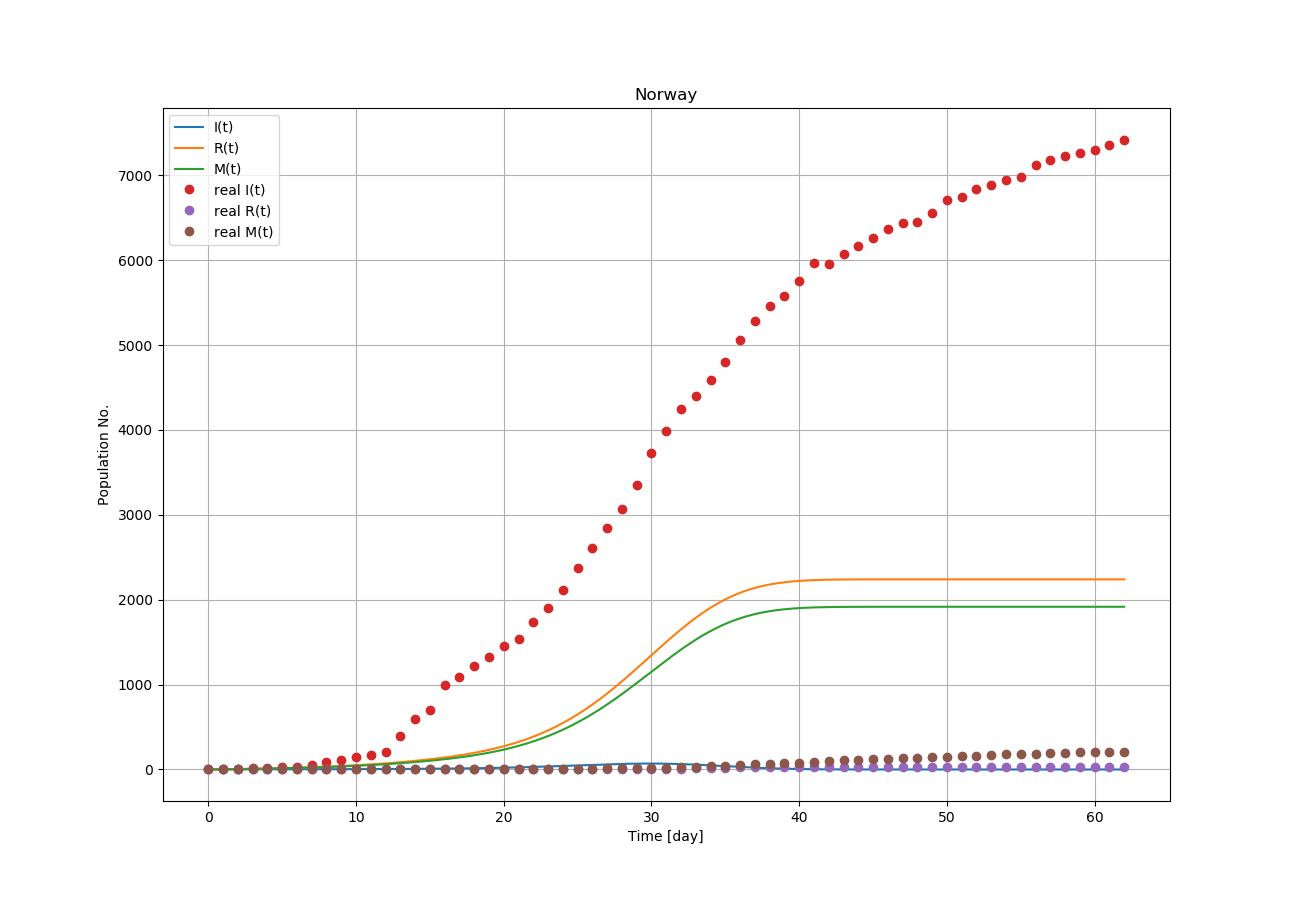 Norway
I(t)
R(t)
M(t)
real I(t)
real R(t)
real M(t)
7000
6000
5000
4000
3000
2000
1000
0
Population No.
0 10 20 30 40 50 60
Time [day]